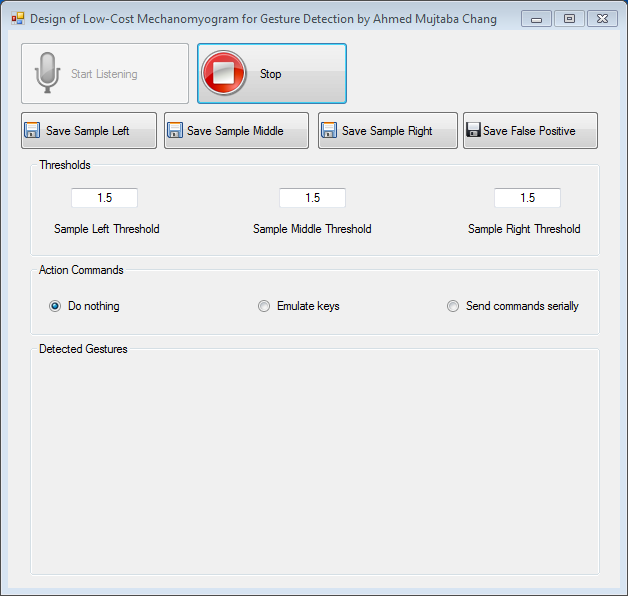 Design of Low-Cost Mechanomyogram for Gesture Detection by Ahmed Mujtaba Chang
Start Listening Stop
Save Sample Left Save Sample Middle Save Sample Right Save False Positive
Thresholds
1.5 1.5 1.5
Sample Left Threshold Sample Middle Threshold Sample Right Threshold
Action Commands
Do nothing Emulate keys Send commands serially
Detected Gestures